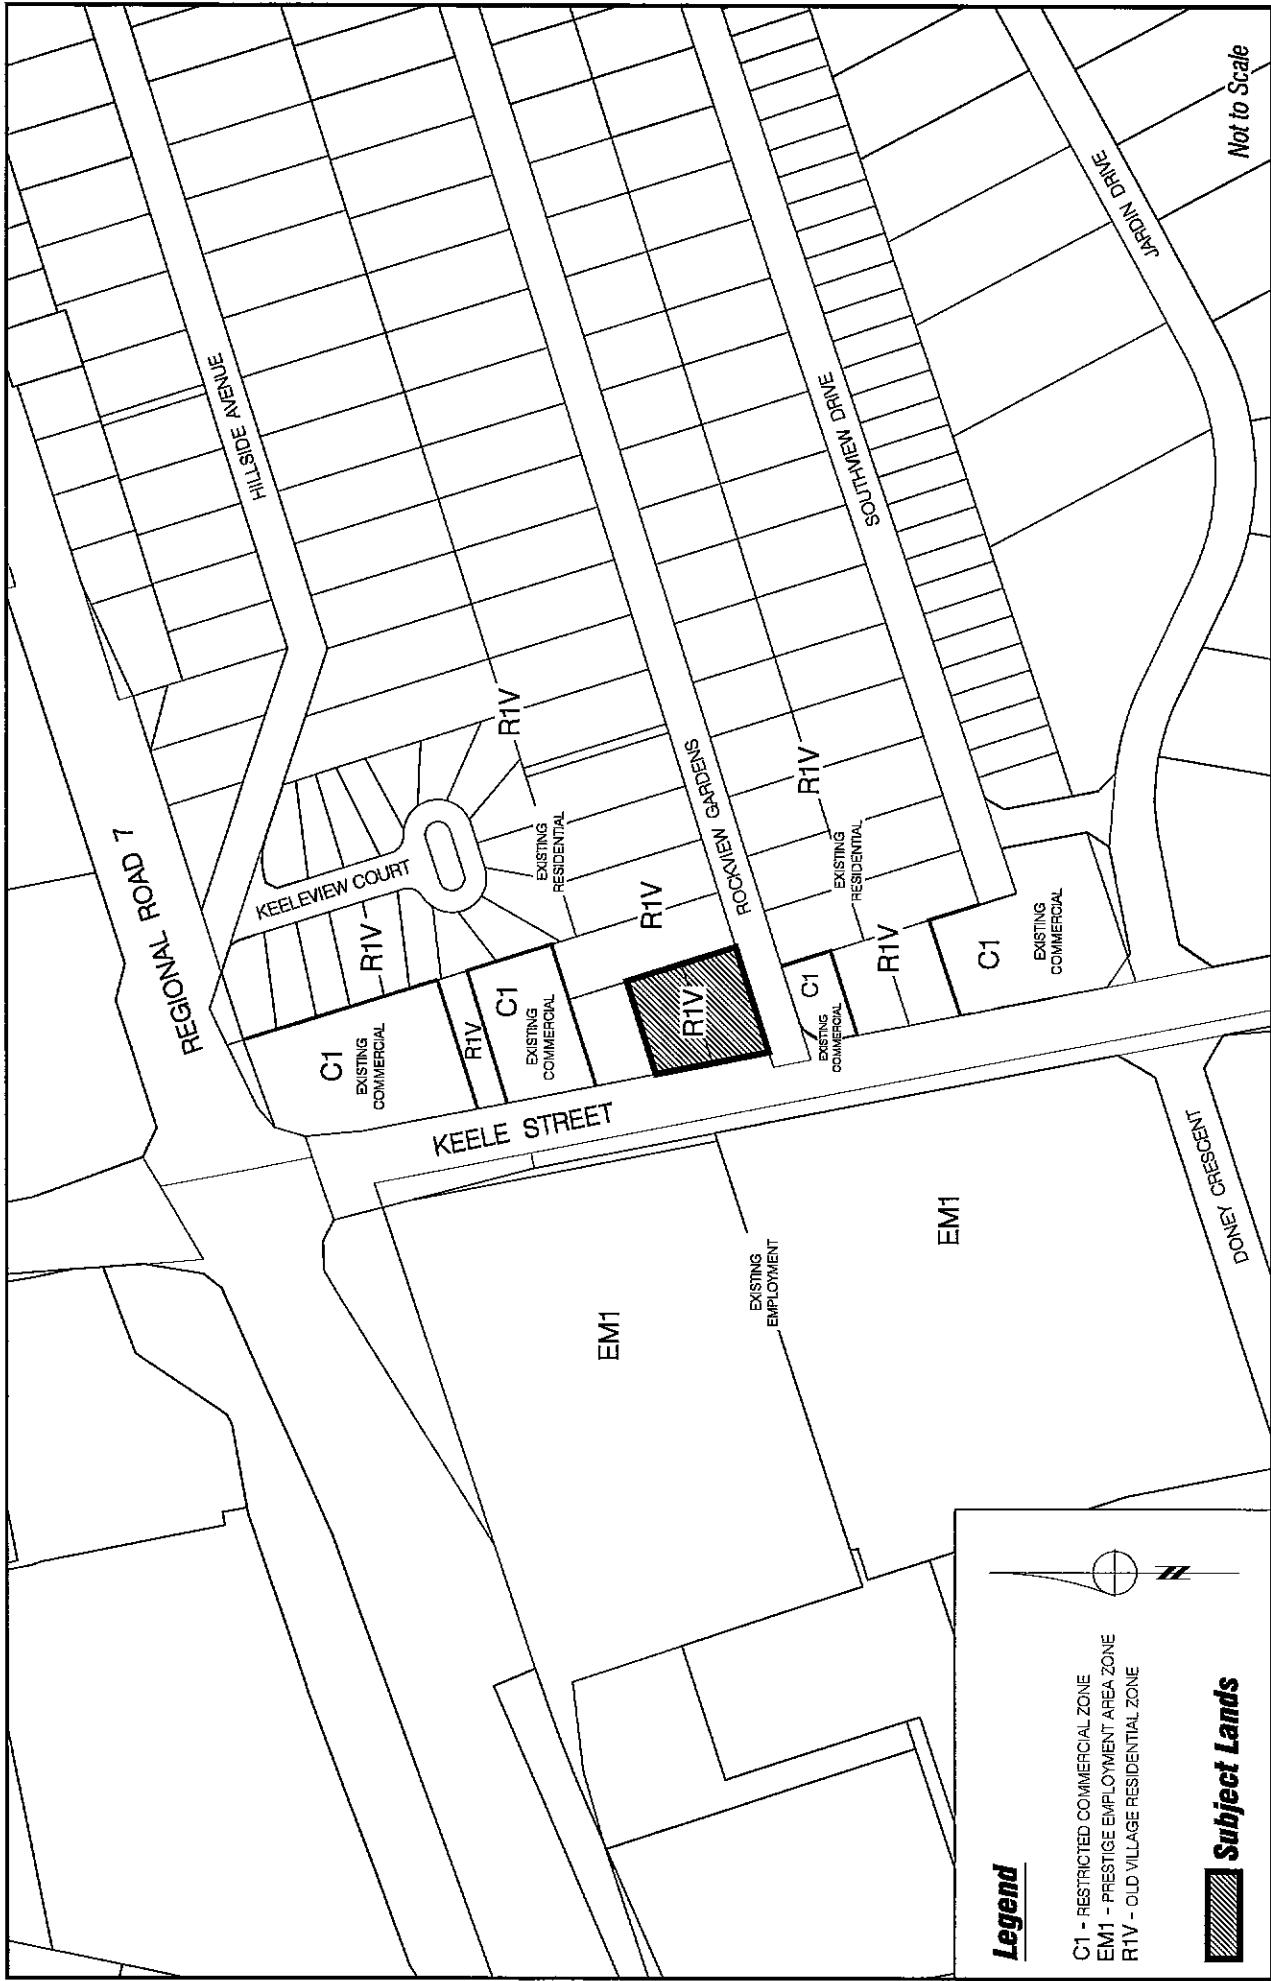 Not to Scale
HILLSIDE AVENUE
SOUTHVIEW DRIVE
JARDIN DRIVE
REGIONAL ROAD 7
KEELEVIEW COURT
R1V
EXISTING
RESIDENTIAL
ROCKVIEW GARDENS
R1V
EXISTING
RESIDENTIAL
R1V
R1V
R1V
C1
EXISTING
COMMERCIAL
R1V
C1
EXISTING
COMMERCIAL
R1V
C1
EXISTING
COMMERCIAL
C1
EXISTING
COMMERCIAL
KEELE STREET
EM1
EXISTING
EMPLOYMENT
EM1
DONEY CRESCENT
Legend
C1 - RESTRICTED COMMERCIAL ZONE
EM1 - PRESTIGE EMPLOYMENT AREA ZONE
R1V - OLD VILLAGE RESIDENTIAL ZONE
Subject Lands
N